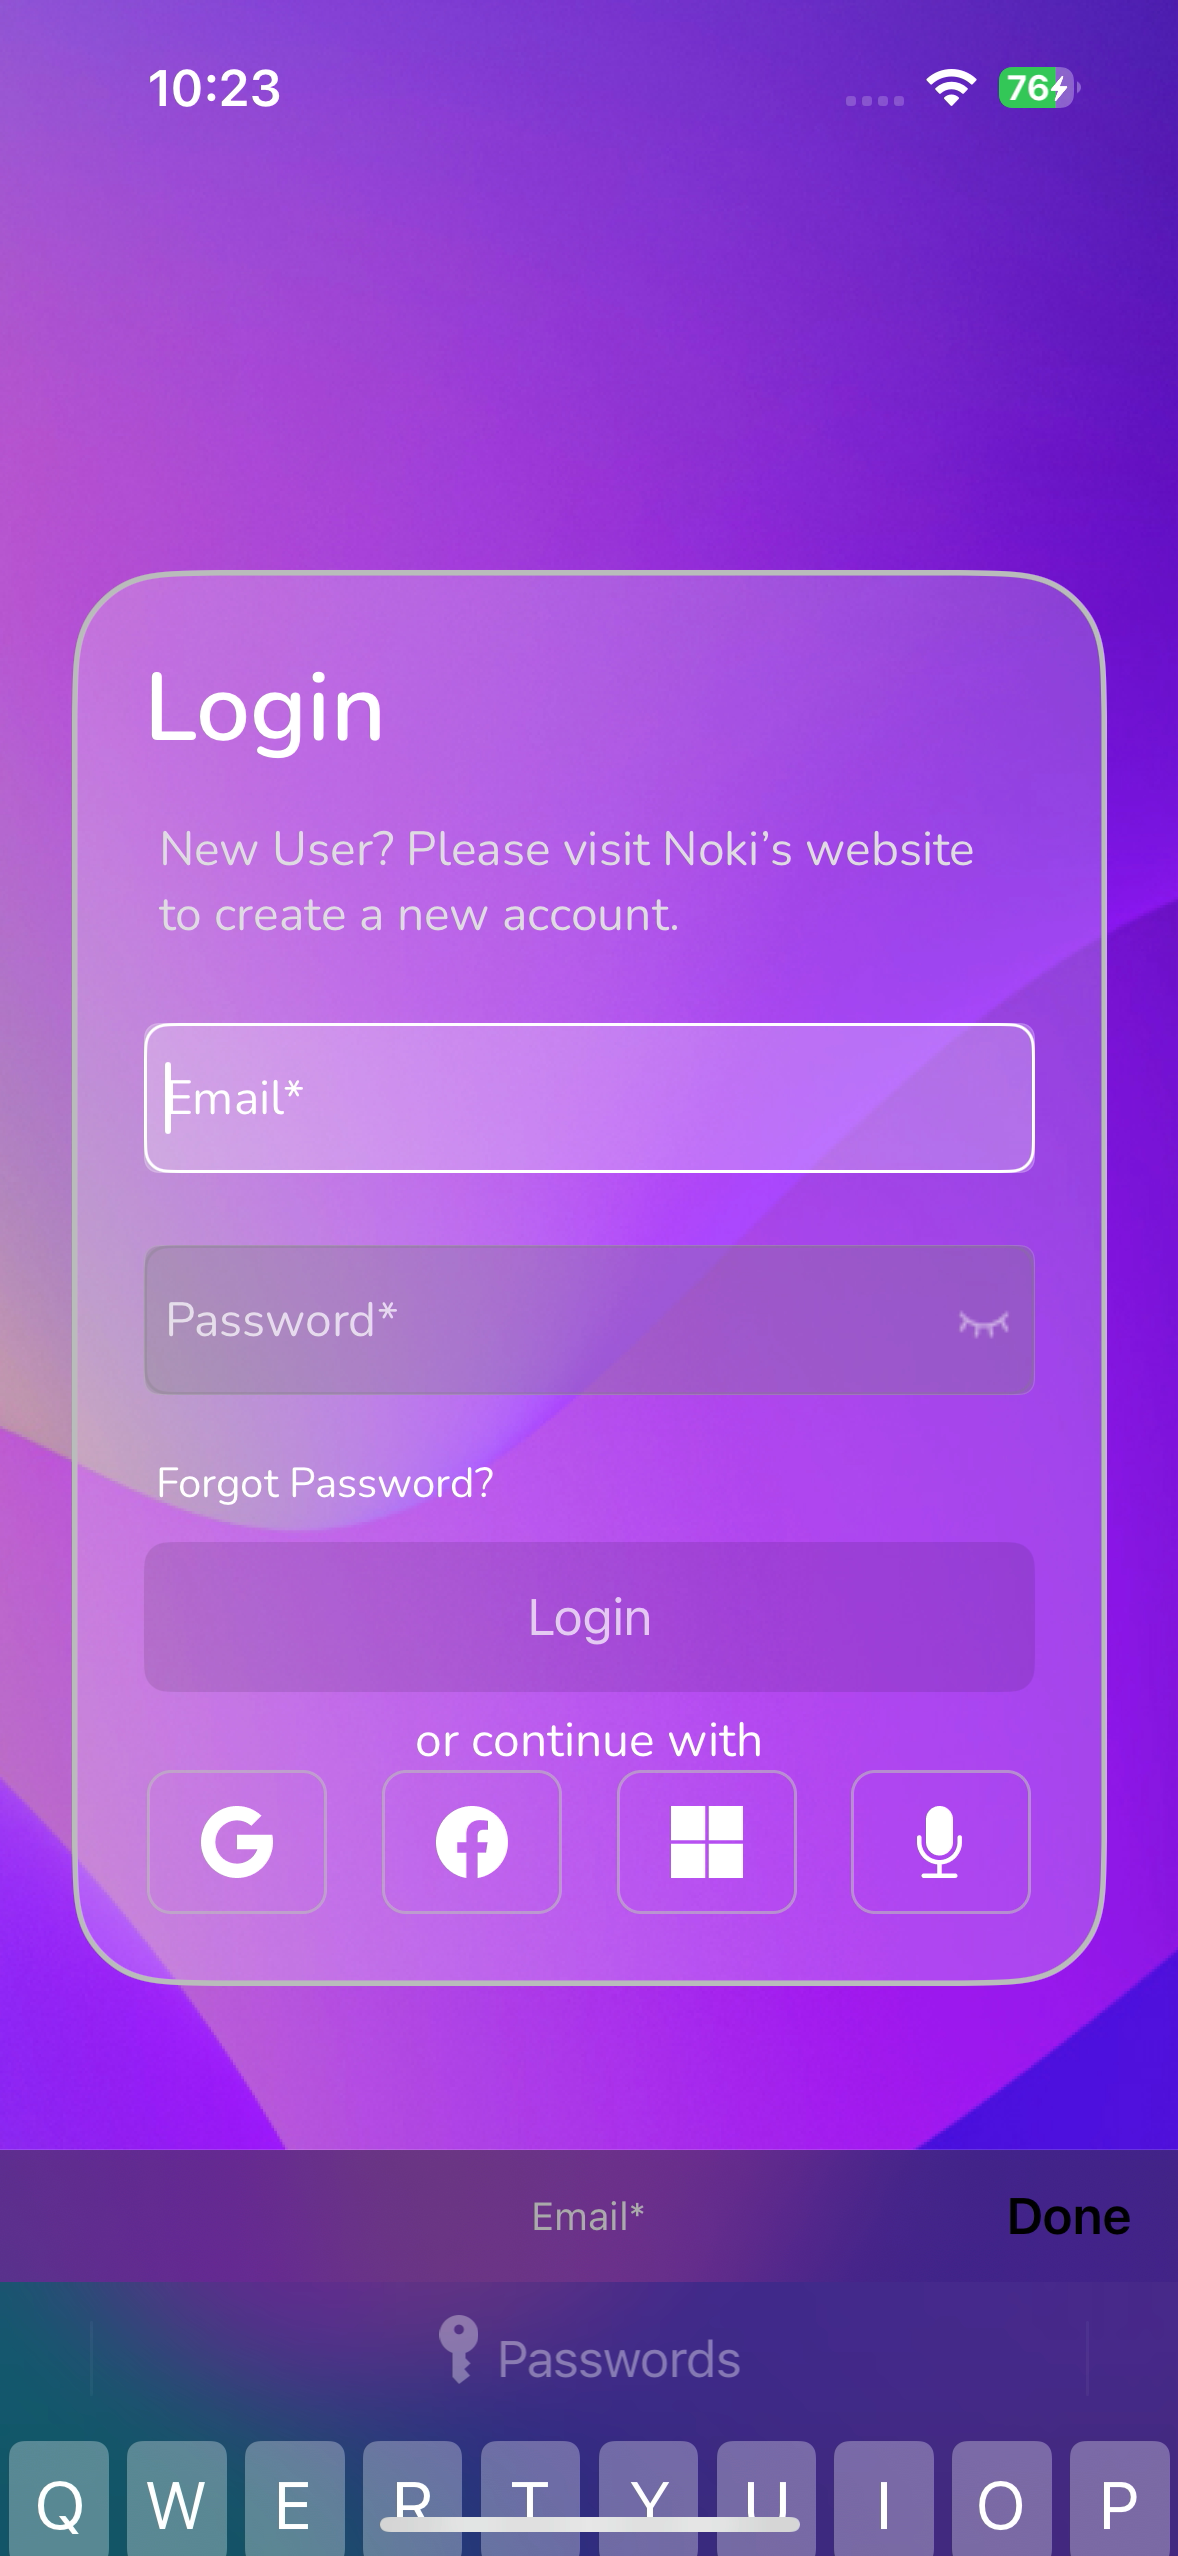 10:23
76
Login
New User? Please visit Noki’s website
to create a new account.
Email*
Password*
Forgot Password?
Login
or continue with
Email*
Done
Passwords
Q W E R T Y U I O P